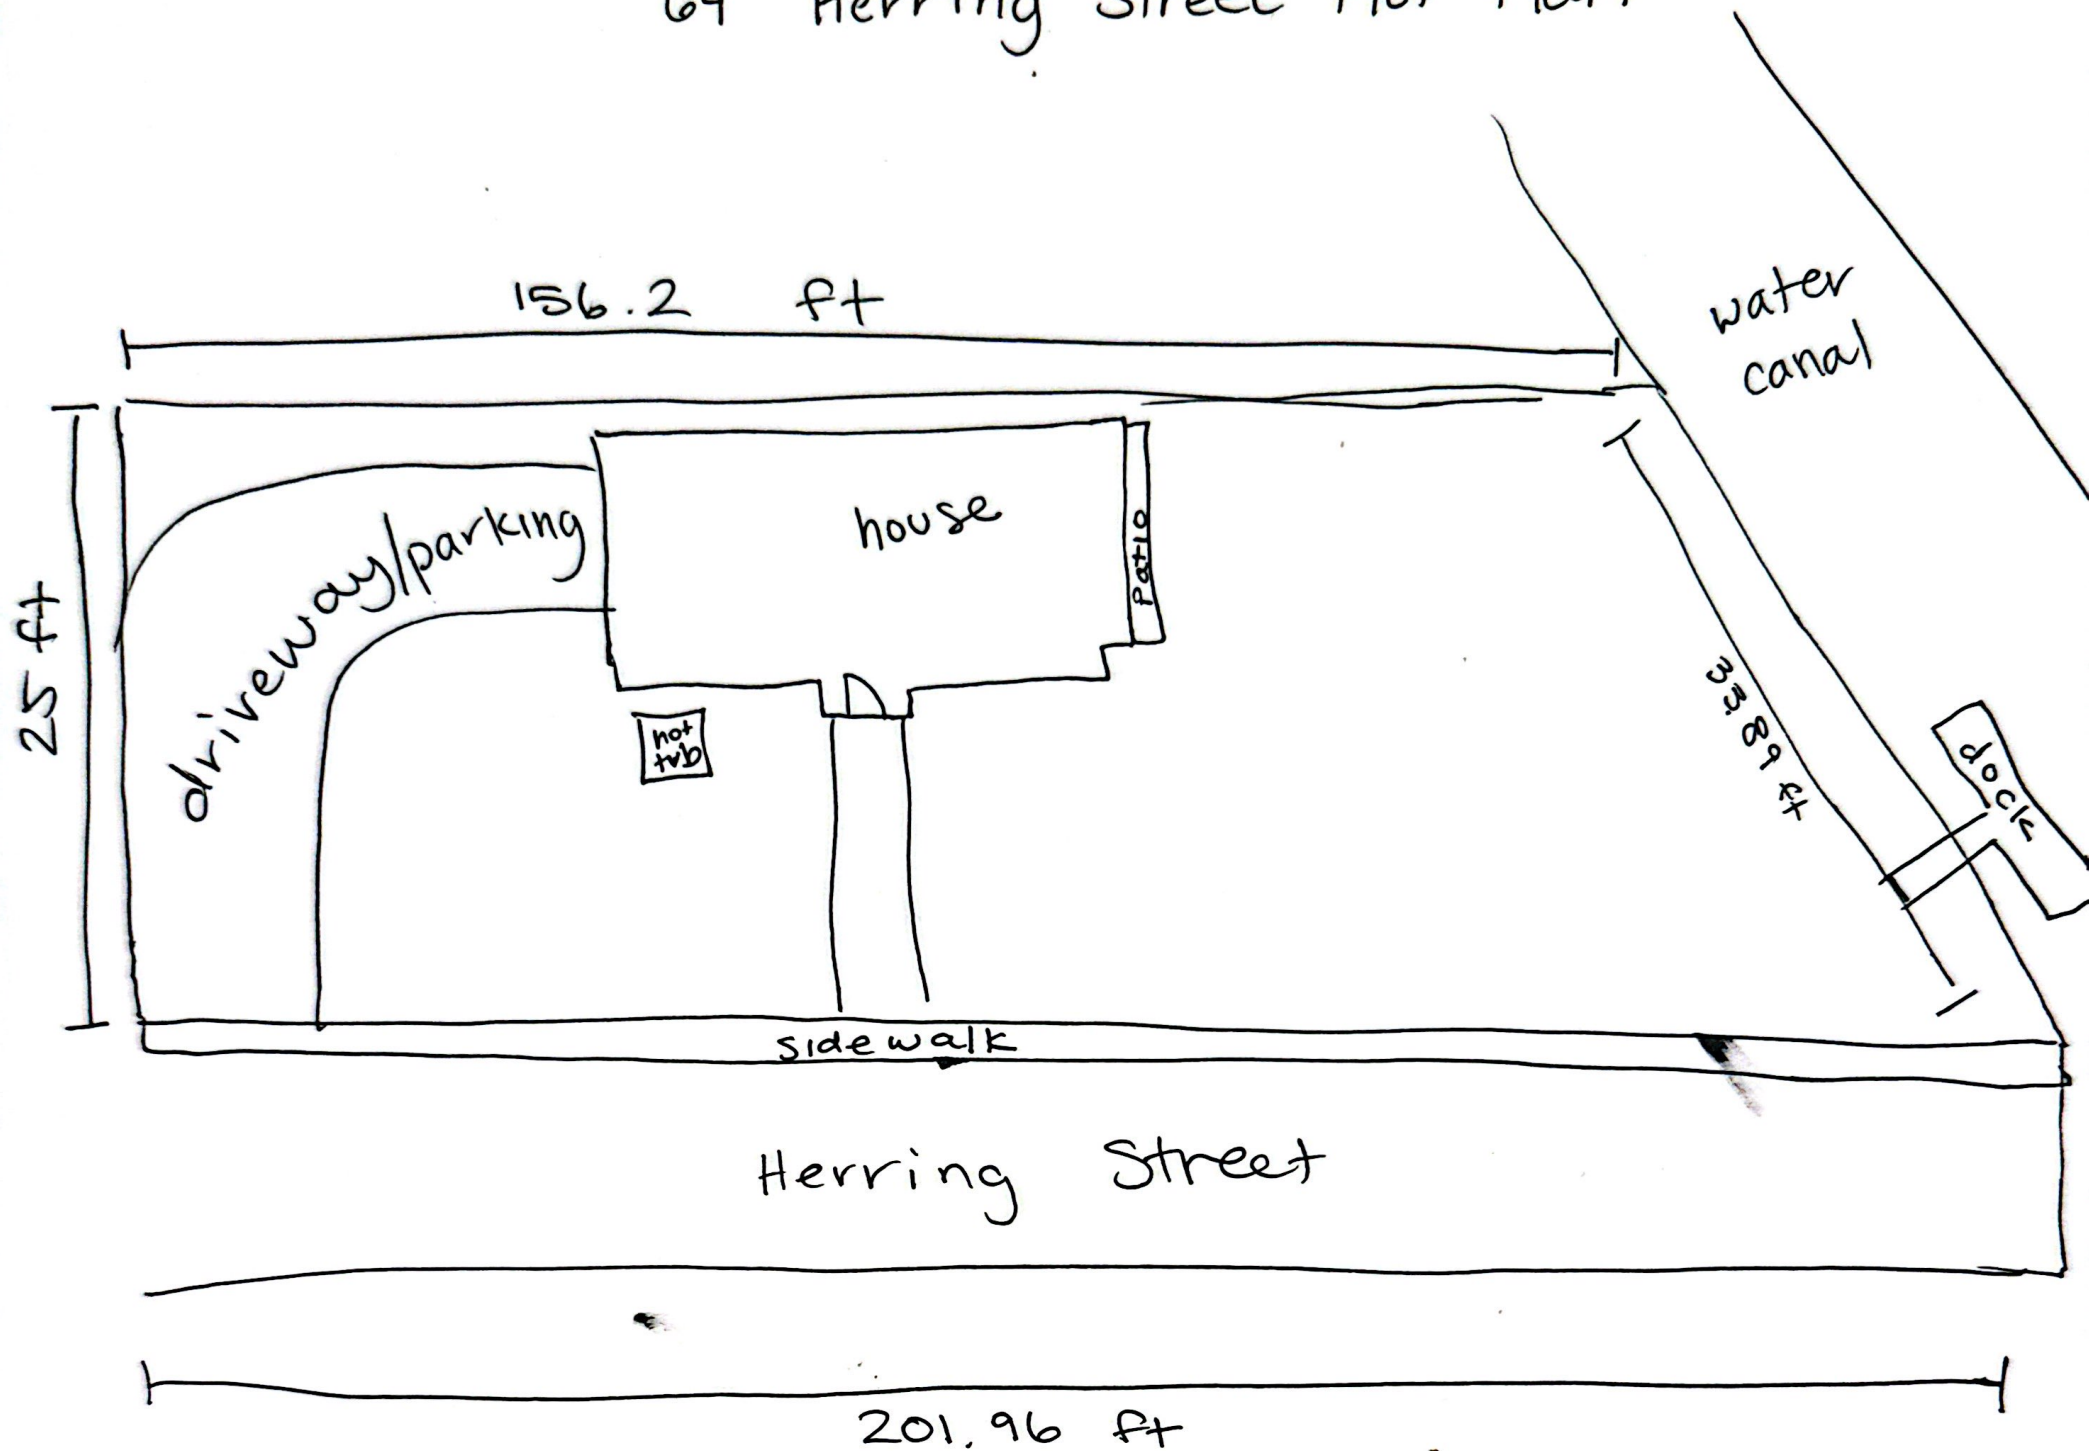 Herring Street
156.2 ft
water
canal
25 ft
driveway/parking
house
patio
hot
tub
33.89 ft
dock
sidewalk
Herring Street
201.96 ft